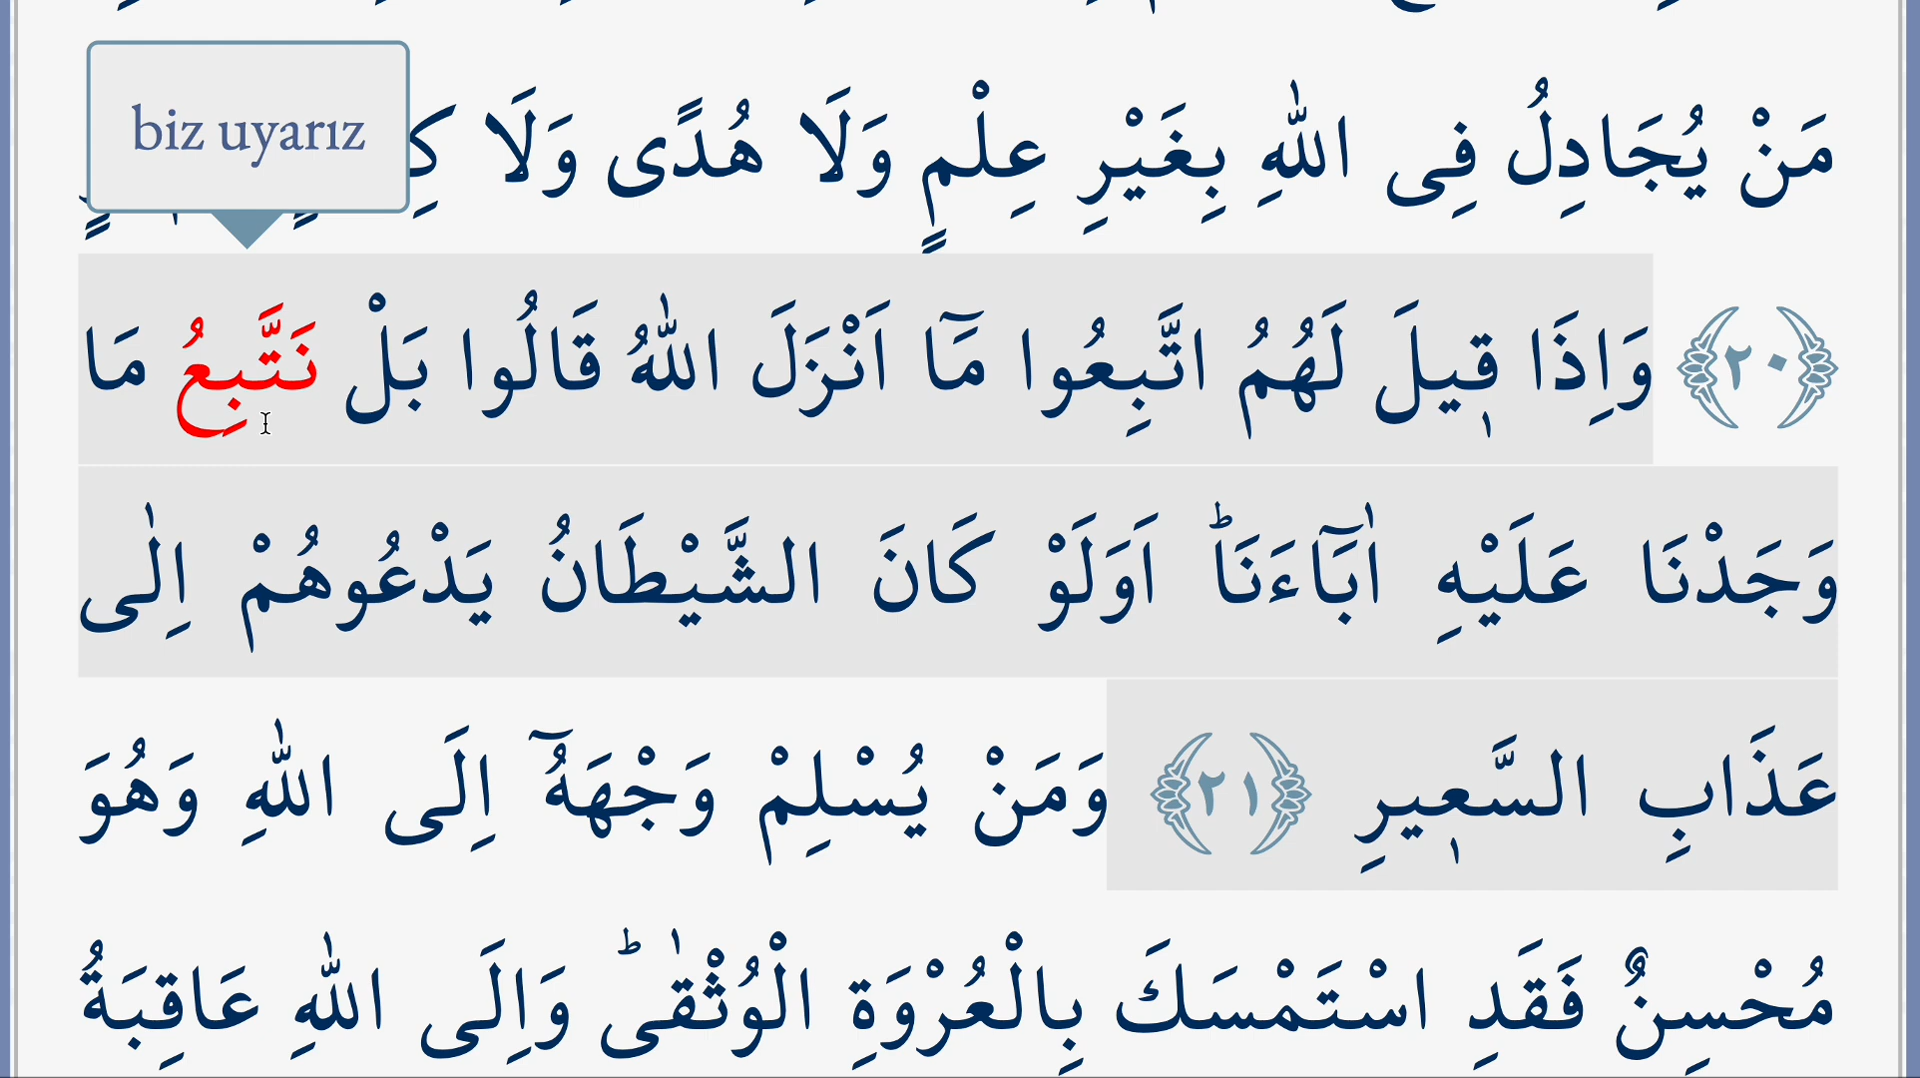 biz uyarız
مَنْ يُجَادِلُ فِى اللّٰهِ بِغَيْرِ عِلْمٍ وَلَا هُدًى وَلَا
﴿٢٠﴾ وَاِذَا قٖيلَ لَهُمُ اتَّبِعُوا مَٓا اَنْزَلَ اللّٰهُ قَالُوا بَلْ نَتَّبِعُ مَا
وَجَدْنَا عَلَيْهِ اٰبَٓاءَنَاؕ اَوَلَوْ كَانَ الشَّيْطَانُ يَدْعُوهُمْ اِلٰى
عَذَابِ السَّعٖيرِ ﴿٢١﴾ وَمَنْ يُسْلِمْ وَجْهَهُٓ اِلَى اللّٰهِ وَهُوَ
مُحْسِنٌ فَقَدِ اسْتَمْسَكَ بِالْعُرْوَةِ الْوُثْقٰىؕ وَاِلَى اللّٰهِ عَاقِبَةُ